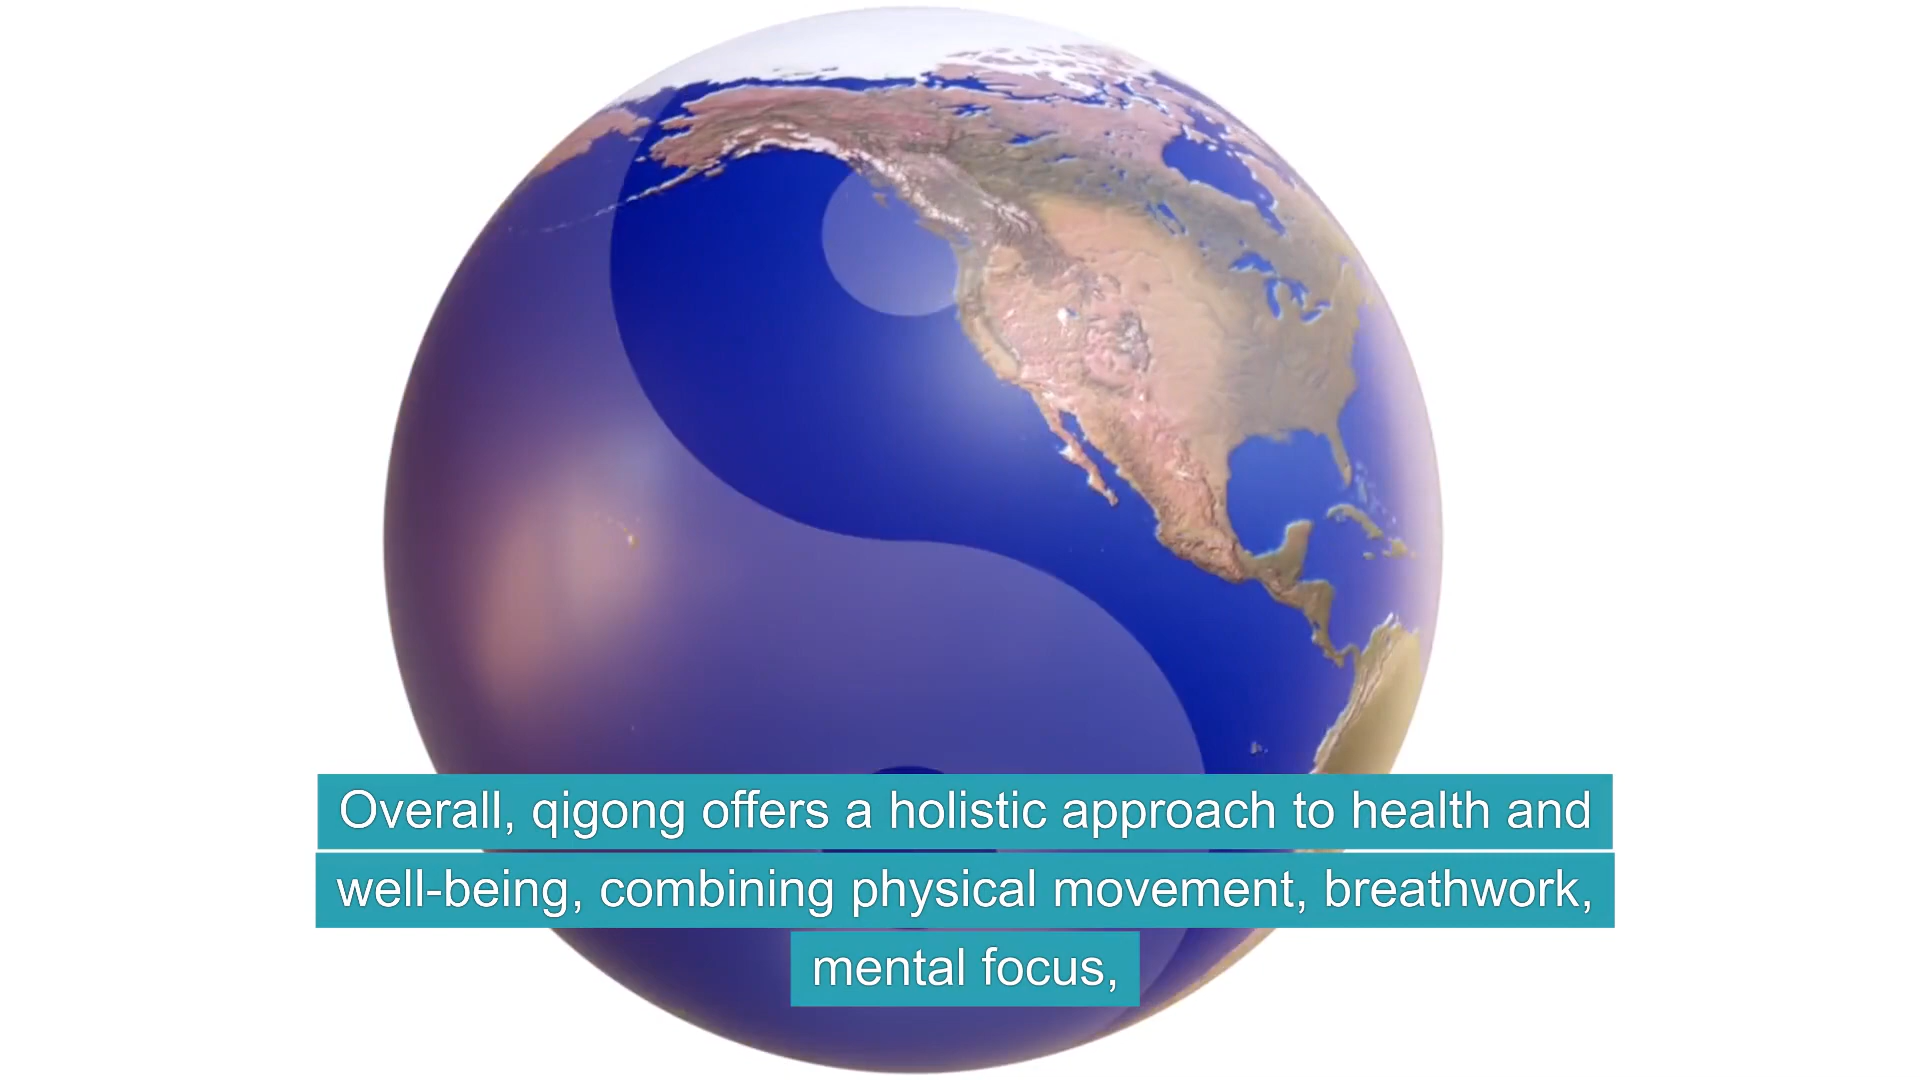 Overall, qigong offers a holistic approach to health and
well-being, combining physical movement, breathwork,
mental focus,